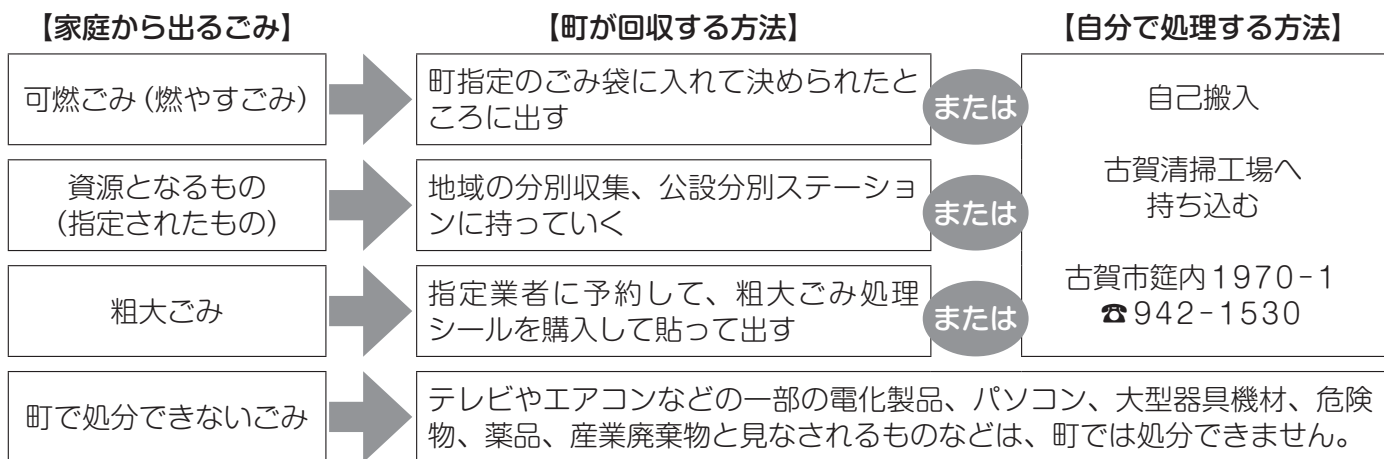 【家庭から出るごみ】
【町が回収する方法】
【自分で処理する方法】
可燃ごみ(燃やすごみ)
町指定のごみ袋に入れて決められたと
ころに出す
または
資源となるもの
(指定されたもの)
地域の分別収集、公設分別ステーショ
ンに持っていく
または
粗大ごみ
指定業者に予約して、粗大ごみ処理
シールを購入して貼って出す
または
自己搬入
古賀清掃工場へ
持ち込む
古賀市筵内1970-1
☎942-1530
町で処分できないごみ
テレビやエアコンなどの一部の電化製品、パソコン、大型器具機材、危険
物、薬品、産業廃棄物と見なされるものなどは、町では処分できません。